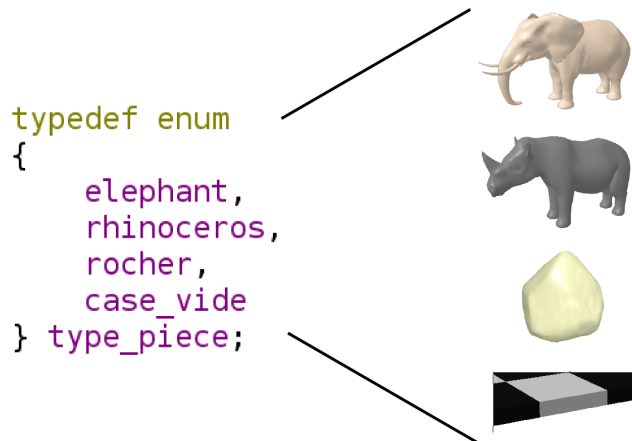 typedef enum
{
    elephant,
    rhinoceros,
    rocher,
    case_vide
} type_piece;